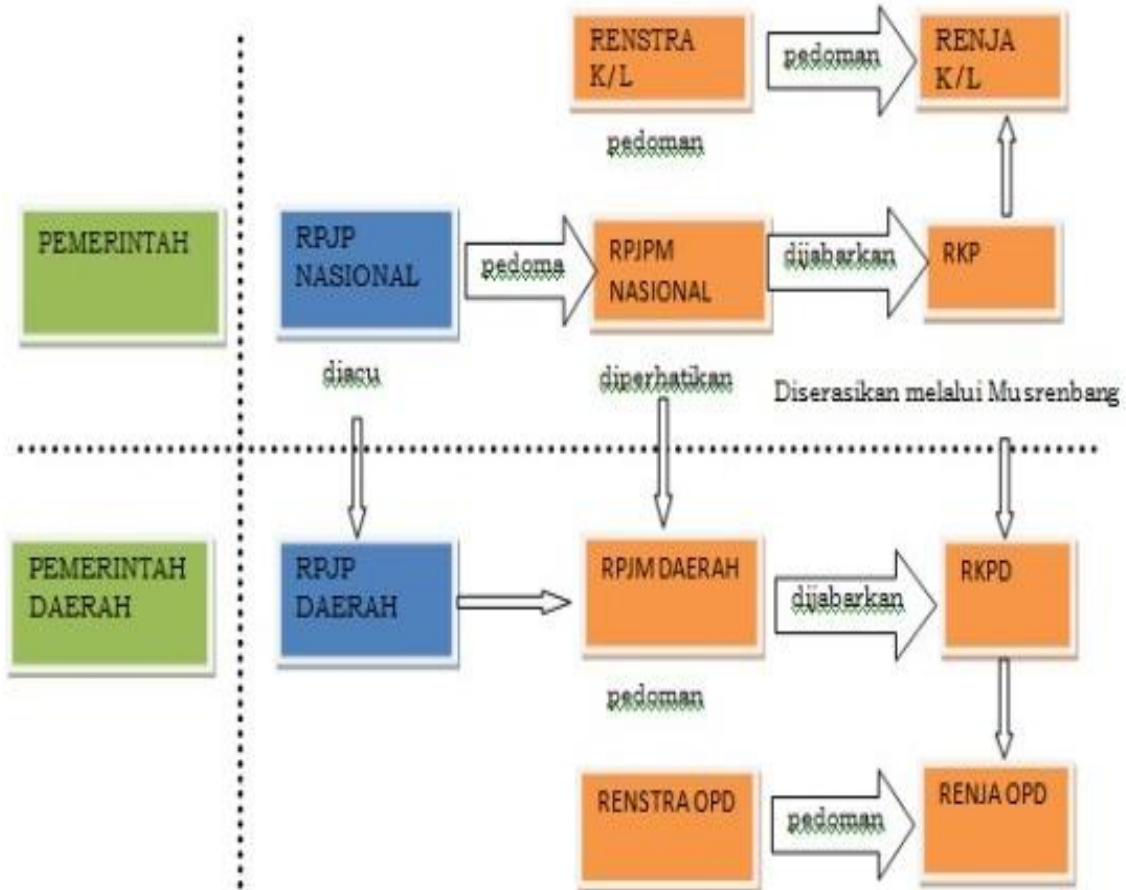 RENSTRA
K/L
pedoman
RENJA
K/L
pedoman
PEMERINTAH
RPJP
NASIONAL
pedoma
RPJPM
NASIONAL
dijabarkan
RKP
diacu
diperhatikan
Diserasikan melalui Musrenbang
PEMERINTAH
DAERAH
RPJP
DAERAH
RPJM DAERAH
dijabarkan
RKPD
pedoman
RENSTRA OPD
pedoman
RENJA OPD